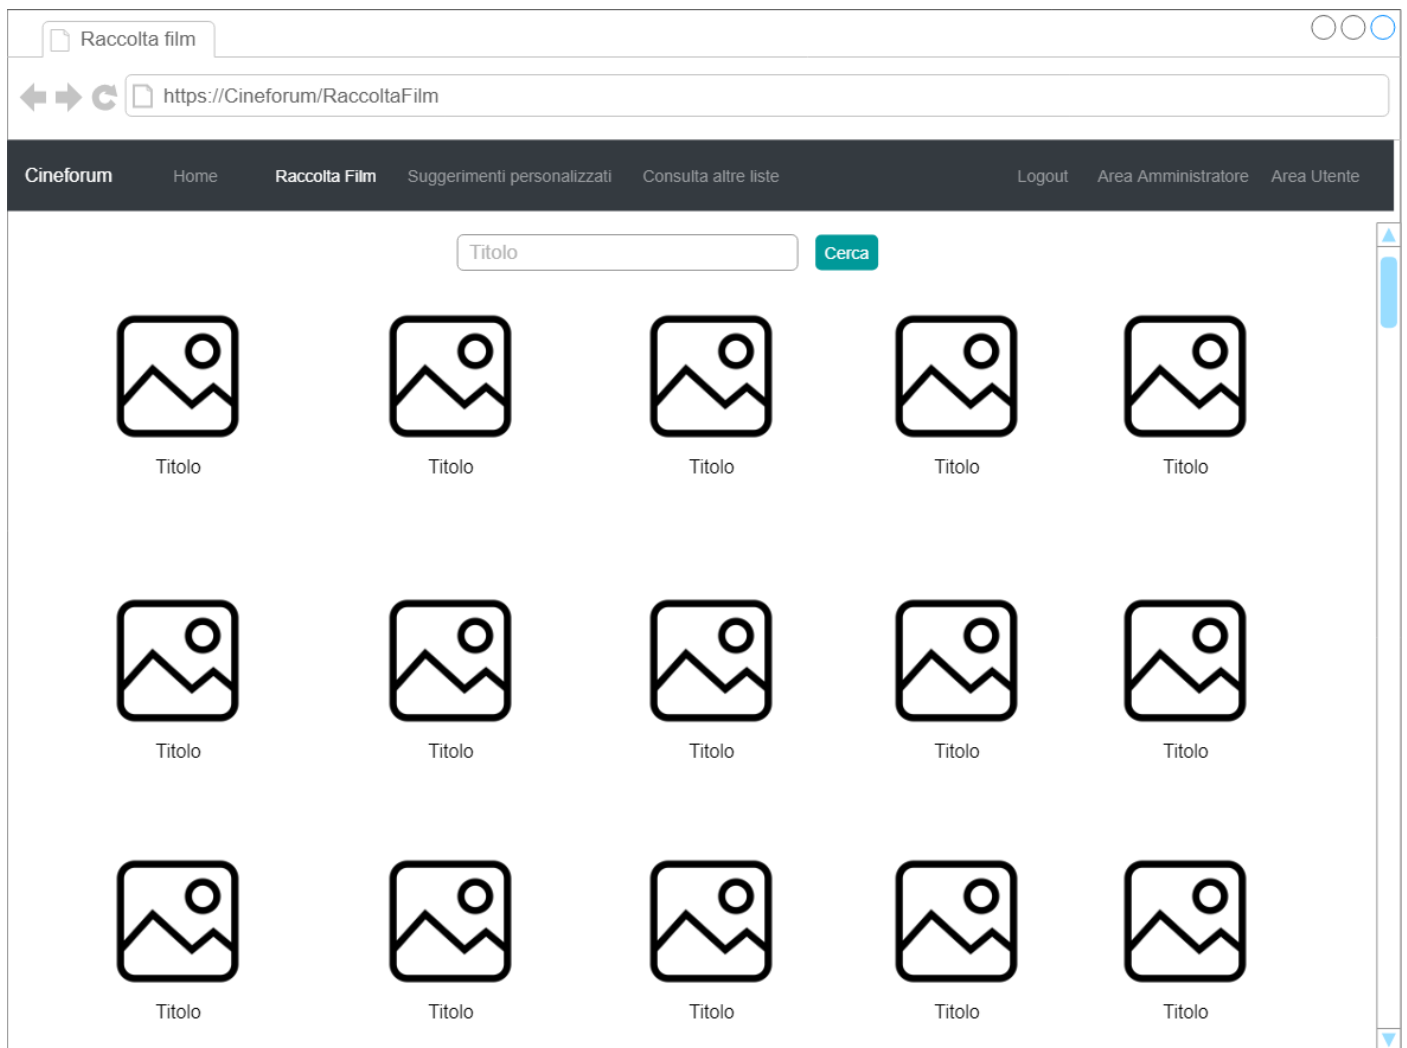 Raccolta film
https://Cineforum/RaccoltaFilm
Cineforum Home Raccolta Film Suggerimenti personalizzati Consulta altre liste Logout Area Amministratore Area Utente
Titolo Cerca
Titolo Titolo Titolo Titolo Titolo
Titolo Titolo Titolo Titolo Titolo
Titolo Titolo Titolo Titolo Titolo